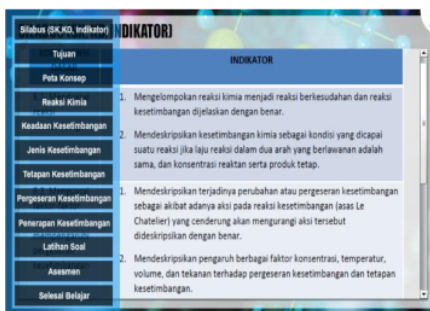 Silabus (SK,KD, Indikator)
NDIKATOR)
Tujuan
Peta Konsep
Reaksi Kimia
Keadaan Kesetimbangan
Jenis Kesetimbangan
Tetapan Kesetimbangan
Pergeseran Kesetimbangan
Penerapan Kesetimbangan
Latihan Soal
Asesmen
Selesai Belajar
INDIKATOR
1. Mengelompokan reaksi kimia menjadi reaksi berkesudahan dan reaksi
kesetimbangan dijelaskan dengan benar.
2. Mendeskripsikan kesetimbangan kimia sebagai kondisi yang dicapai
suatu reaksi jika laju reaksi dalam dua arah yang berlawanan adalah
sama, dan konsentrasi reaktan serta produk tetap.
1. Mendeskripsikan terjadinya perubahan atau pergeseran kesetimbangan
sebagai akibat adanya aksi pada reaksi kesetimbangan (asas Le
Chatelier) yang cenderung akan mengurangi aksi tersebut
dideskripsikan dengan benar.
2. Mendeskripsikan pengaruh berbagai faktor konsentrasi, temperatur,
volume, dan tekanan terhadap pergeseran kesetimbangan dan tetapan
kesetimbangan.